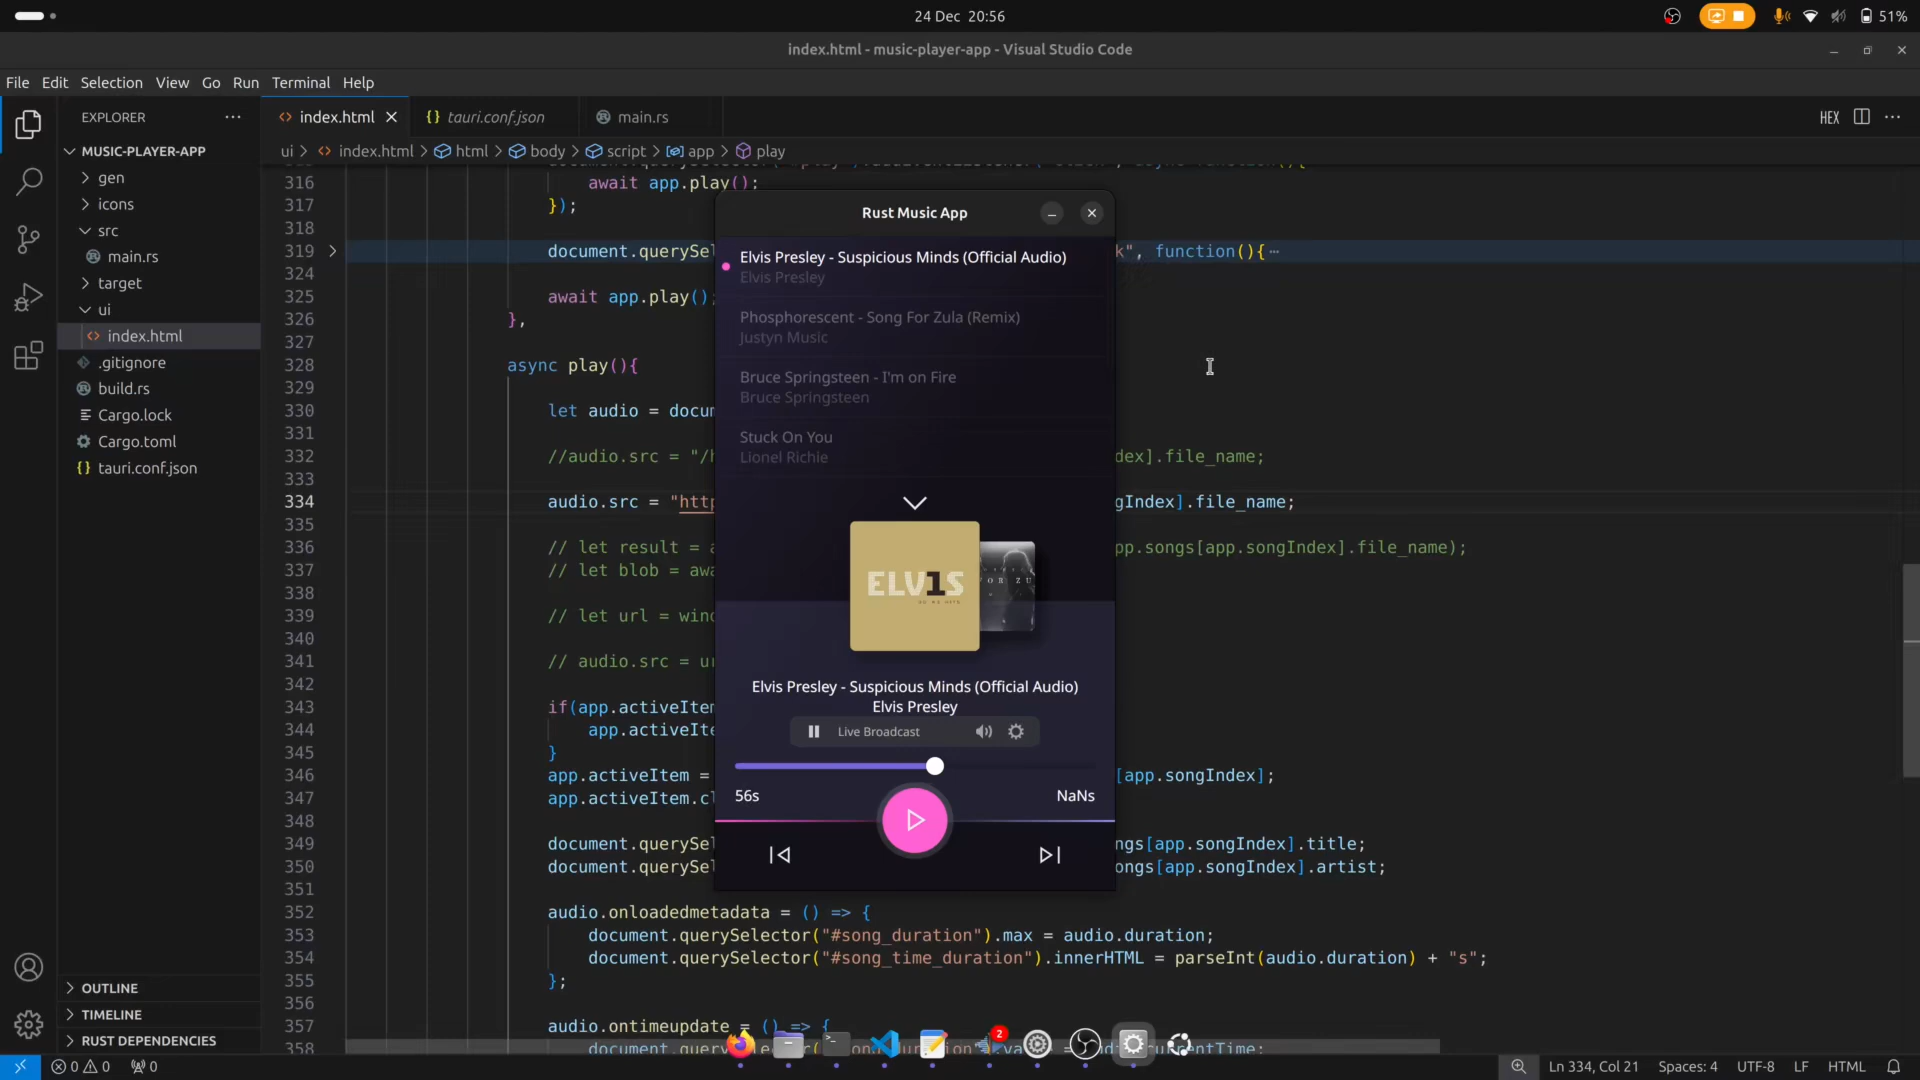 24 Dec 20:56
51%
index.html - music-player-app - Visual Studio Code
File Edit Selection View Go Run Terminal Help
EXPLORER
index.html
tauri.conf.json
main.rs
HEX
ui > index.html > html > body > script > app > play
MUSIC-PLAYER-APP
gen
icons
src
main.rs
target
ui
index.html
.gitignore
build.rs
Cargo.lock
Cargo.toml
tauri.conf.json
OUTLINE
TIMELINE
RUST DEPENDENCIES
316 await app.play();
317 });
318
319 document.querySel k", function(){
324
325 await app.play();
326 },
327
328 async play(){
329
330 let audio = docum
331
332 //audio.src = "/h dex].file_name;
333
334 audio.src = "http gIndex].file_name;
335
336 // let result = a pp.songs[app.songIndex].file_name);
337 // let blob = awa
338
339 // let url = wind
340
341 // audio.src = ur
342
343 if(app.activeItem
344 app.activeIte
345 }
346 app.activeItem = [app.songIndex];
347 app.activeItem.cl
348
349 document.querySel ngs[app.songIndex].title;
350 document.querySel ongs[app.songIndex].artist;
351
352 audio.onloadedmetadata = () => {
353 document.querySelector("#song_duration").max = audio.duration;
354 document.querySelector("#song_time_duration").innerHTML = parseInt(audio.duration) + "s";
355 };
356
357 audio.ontimeupdate = () => {
358
Rust Music App
Elvis Presley - Suspicious Minds (Official Audio)
Elvis Presley
Phosphorescent - Song For Zula (Remix)
Justyn Music
Bruce Springsteen - I'm on Fire
Bruce Springsteen
Stuck On You
Lionel Richie
ELV1S
OR ZU
Elvis Presley - Suspicious Minds (Official Audio)
Elvis Presley
Live Broadcast
56s
NaNs
2
0 0 0
Ln 334, Col 21 Spaces: 4 UTF-8 LF HTML